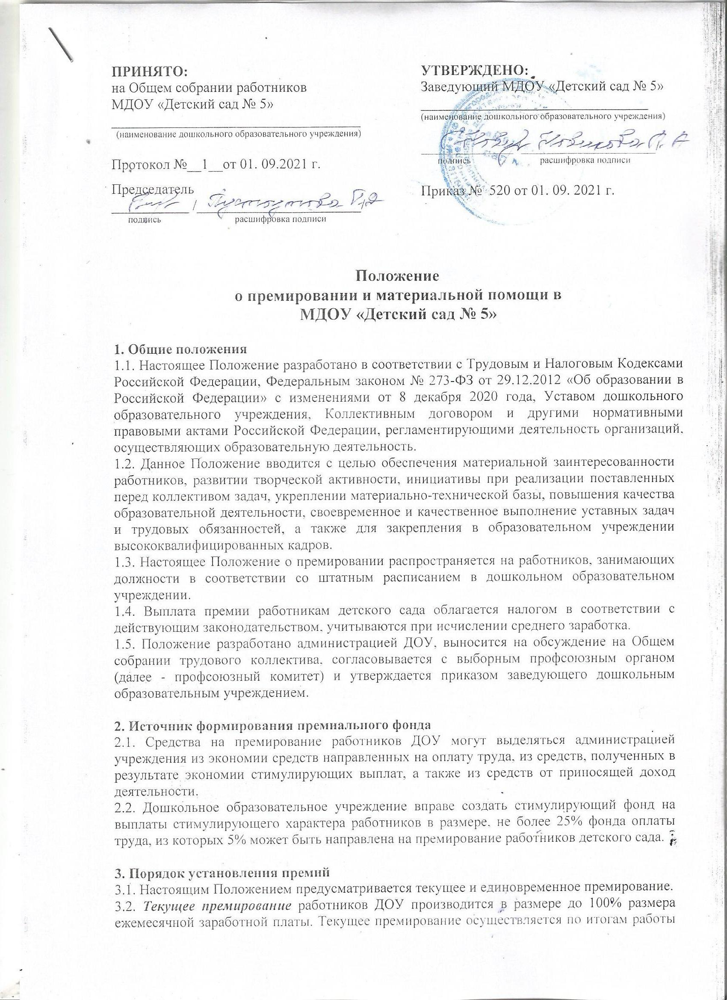 ПРИНЯТО:
на Общем собрании работников
МДОУ «Детский сад № 5»
(наименование дошкольного образовательного учреждения)
Протокол №__1__от 01. 09.2021 г.
Председатель
подпись расшифровка подписи
УТВЕРЖДЕНО:
Заведующий МДОУ «Детский сад № 5»
(наименование дошкольного образовательного учреждения)
Новикова
подпись расшифровка подписи
Приказ № 520 от 01. 09. 2021 г.
Положение
о премировании и материальной помощи в
МДОУ «Детский сад № 5»
1. Общие положения
1.1. Настоящее Положение разработано в соответствии с Трудовым и Налоговым Кодексами
Российской Федерации, Федеральным законом № 273-ФЗ от 29.12.2012 «Об образовании в
Российской Федерации» с изменениями от 8 декабря 2020 года, Уставом дошкольного
образовательного учреждения, Коллективным договором и другими нормативными
правовыми актами Российской Федерации, регламентирующими деятельность организаций,
осуществляющих образовательную деятельность.
1.2. Данное Положение вводится с целью обеспечения материальной заинтересованности
работников, развитии творческой активности, инициативы при реализации поставленных
перед коллективом задач, укреплении материально-технической базы, повышения качества
образовательной деятельности, своевременное и качественное выполнение уставных задач
и трудовых обязанностей, а также для закрепления в образовательном учреждении
высококвалифицированных кадров.
1.3. Настоящее Положение о премировании распространяется на работников, занимающих
должности в соответствии со штатным расписанием в дошкольном образовательном
учреждении.
1.4. Выплата премии работникам детского сада облагается налогом в соответствии с
действующим законодательством, учитываются при исчислении среднего заработка.
1.5. Положение разработано администрацией ДОУ, выносится на обсуждение на Общем
собрании трудового коллектива, согласовывается с выборным профсоюзным органом
(далее - профсоюзный комитет) и утверждается приказом заведующего дошкольным
образовательным учреждением.
2. Источник формирования премиального фонда
2.1. Средства на премирование работников ДОУ могут выделяться администрацией
учреждения из экономии средств направленных на оплату труда, из средств, полученных в
результате экономии стимулирующих выплат, а также из средств от приносящей доход
деятельности.
2.2. Дошкольное образовательное учреждение вправе создать стимулирующий фонд на
выплаты стимулирующего характера работников в размере, не более 25% фонда оплаты
труда, из которых 5% может быть направлена на премирование работников детского сада.
3. Порядок установления премий
3.1. Настоящим Положением предусматривается текущее и единовременное премирование.
3.2. Текущее премирование работников ДОУ производится в размере до 100% размера
ежемесячной заработной платы. Текущее премирование осуществляется по итогам работы